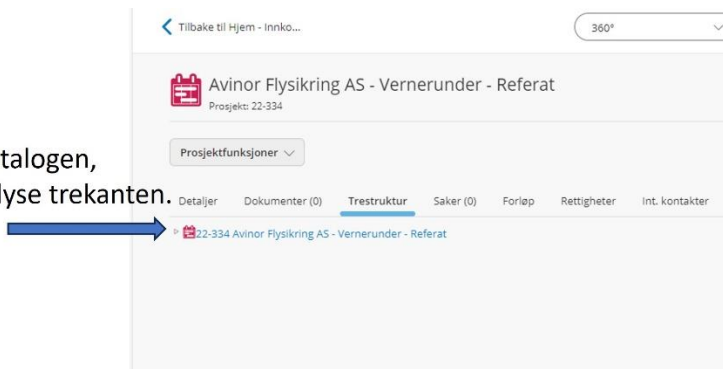 Tilbake til Hjem - Innko...
360°
Avinor Flysikring AS - Vernerunder - Referat
Prosjekt: 22-334
Prosjektfunksjoner
talogen,
lyse trekanten.
Detaljer Dokumenter (0) Trestruktur Saker (0) Forløp Rettigheter Int. kontakter
22-334 Avinor Flysikring AS - Vernerunder - Referat